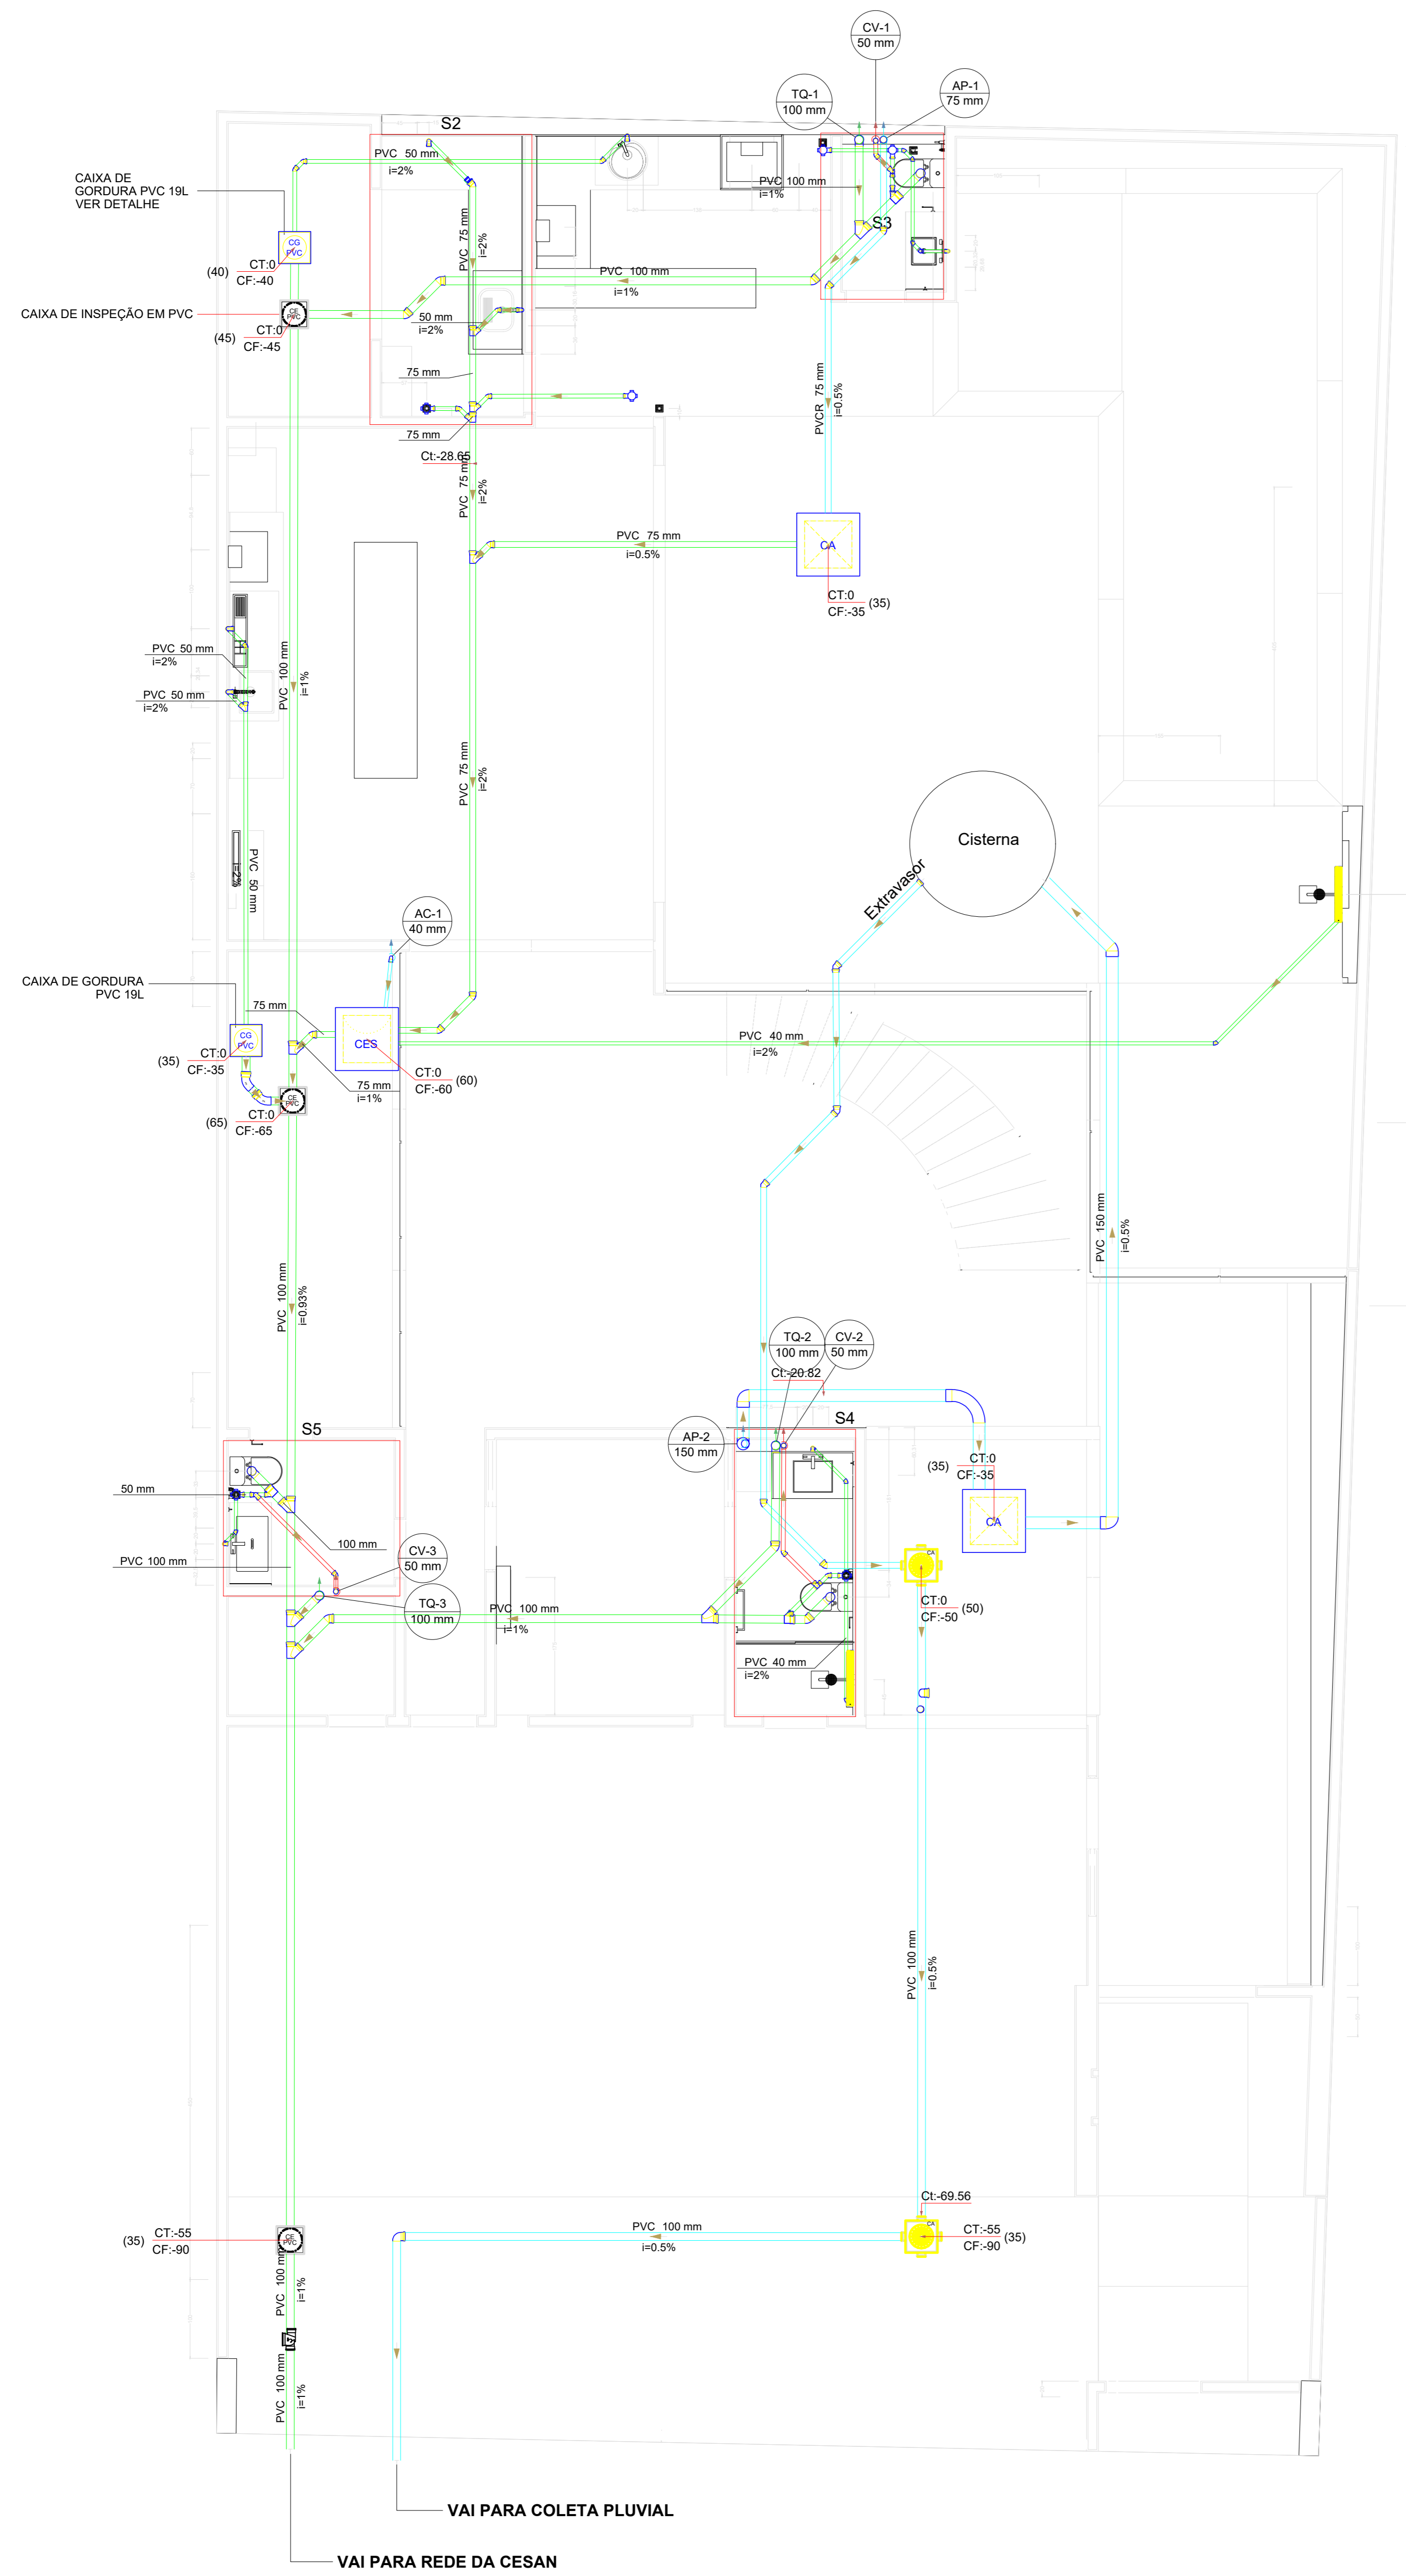 CV-1
50 mm
TQ-1
100 mm
AP-1
75 mm
S2
PVC 50 mm
i=2%
CAIXA DE
GORDURA PVC 19L
VER DETALHE
PVC 100 mm
i=1%
S3
PVC 75 mm
i=2%
CG
PVC
(40)
CT:0
CF:-40
PVC 100 mm
i=1%
CAIXA DE INSPEÇÃO EM PVC
CE
PVC
50 mm
i=2%
(45)
CT:0
CF:-45
75 mm
PVCR 75 mm
i=0.5%
75 mm
Ct:-28.65
PVC 75 mm
i=2%
PVC 75 mm
i=0.5%
CA
CT:0
CF:-35
(35)
PVC 50 mm
i=2%
PVC 100 mm
i=1%
PVC 50 mm
i=2%
PVC 75 mm
i=2%
Cisterna
Extravasor
PVC 50 mm
i=2%
AC-1
40 mm
CAIXA DE GORDURA
PVC 19L
75 mm
CG
PVC
CES
PVC 40 mm
i=2%
(35)
CT:0
CF:-35
CT:0
CF:-60
(60)
75 mm
i=1%
CE
PVC
(65)
CT:0
CF:-65
PVC 150 mm
i=0.5%
PVC 100 mm
i=0.93%
TQ-2
100 mm
CV-2
50 mm
Ct:-20.82
S5
S4
AP-2
150 mm
CT:0
CF:-35
(35)
50 mm
CA
100 mm
CV-3
50 mm
PVC 100 mm
CA
TQ-3
100 mm
PVC 100 mm
i=1%
CT:0
CF:-50
(50)
PVC 40 mm
i=2%
PVC 100 mm
i=0.5%
Ct:-69.56
(35)
CT:-55
CF:-90
CE
PVC
PVC 100 mm
i=0.5%
CA
CT:-55
CF:-90
(35)
PVC 100 mm
i=1%
PVC 100 mm
i=1%
VAI PARA COLETA PLUVIAL
VAI PARA REDE DA CESAN